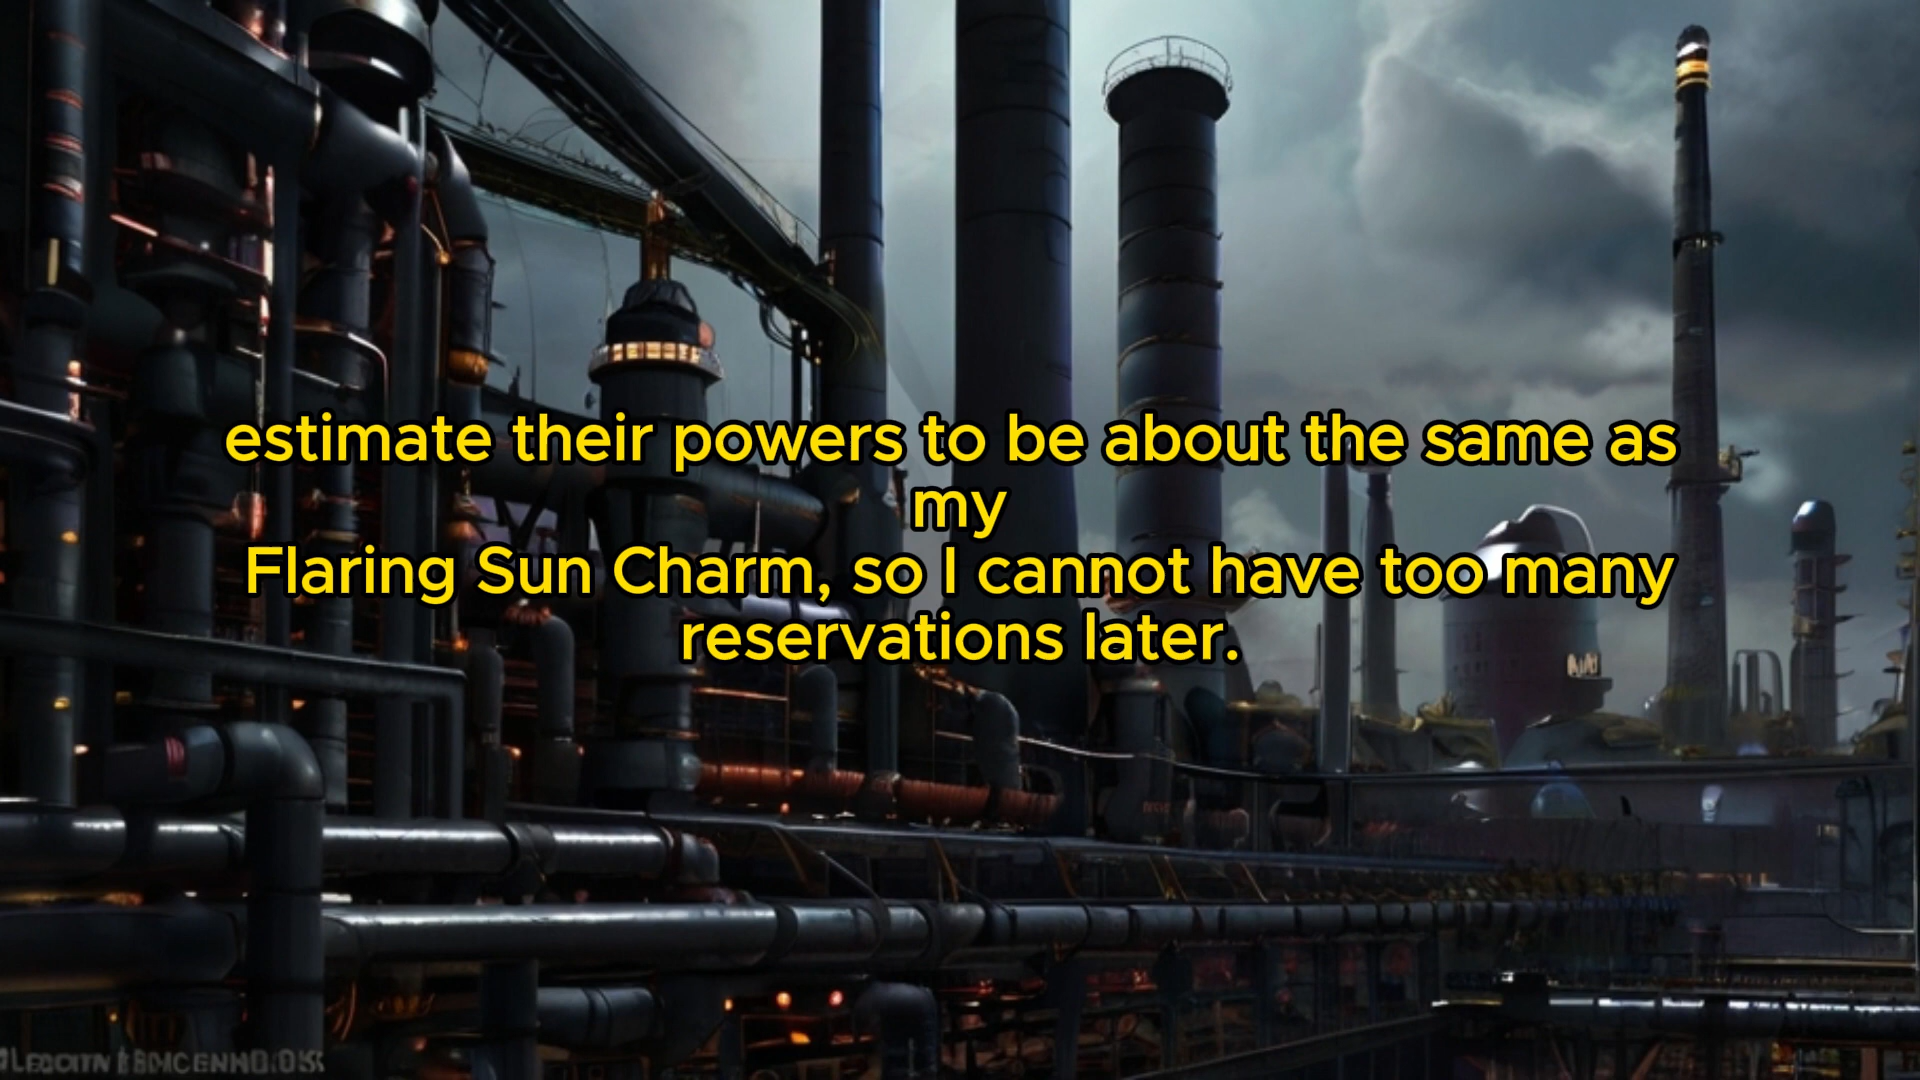 estimate their powers to be about the same as
my
Flaring Sun Charm, so I cannot have too many
reservations later.